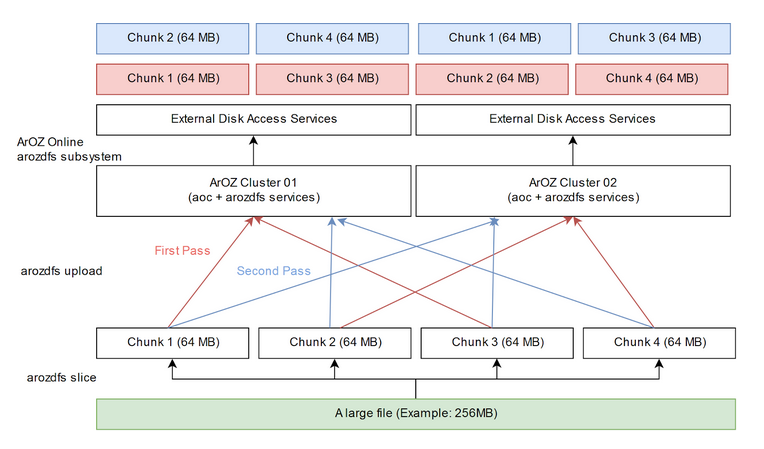 Chunk 2 (64 MB)
Chunk 4 (64 MB)
Chunk 1 (64 MB)
Chunk 3 (64 MB)
Chunk 1 (64 MB)
Chunk 3 (64 MB)
Chunk 2 (64 MB)
Chunk 4 (64 MB)
External Disk Access Services
External Disk Access Services
ArOZ Online
arozdfs subsystem
ArOZ Cluster 01
(aoc + arozdfs services)
ArOZ Cluster 02
(aoc + arozdfs services)
First Pass
Second Pass
arozdfs upload
Chunk 1 (64 MB)
Chunk 2 (64 MB)
Chunk 3 (64 MB)
Chunk 4 (64 MB)
arozdfs slice
A large file (Example: 256MB)